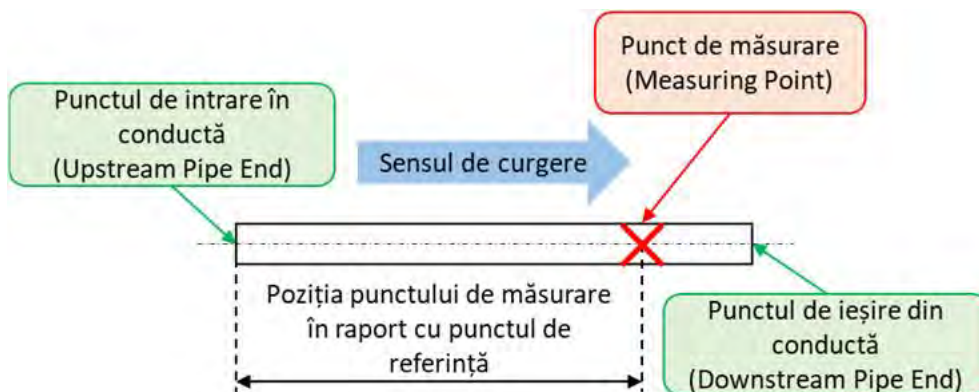 Punct de măsurare
(Measuring Point)
Punctul de intrare în
conductă
(Upstream Pipe End)
Sensul de curgere
Poziția punctului de măsurare
în raport cu punctul de
referință
Punctul de ieșire din
conductă
(Downstream Pipe End)